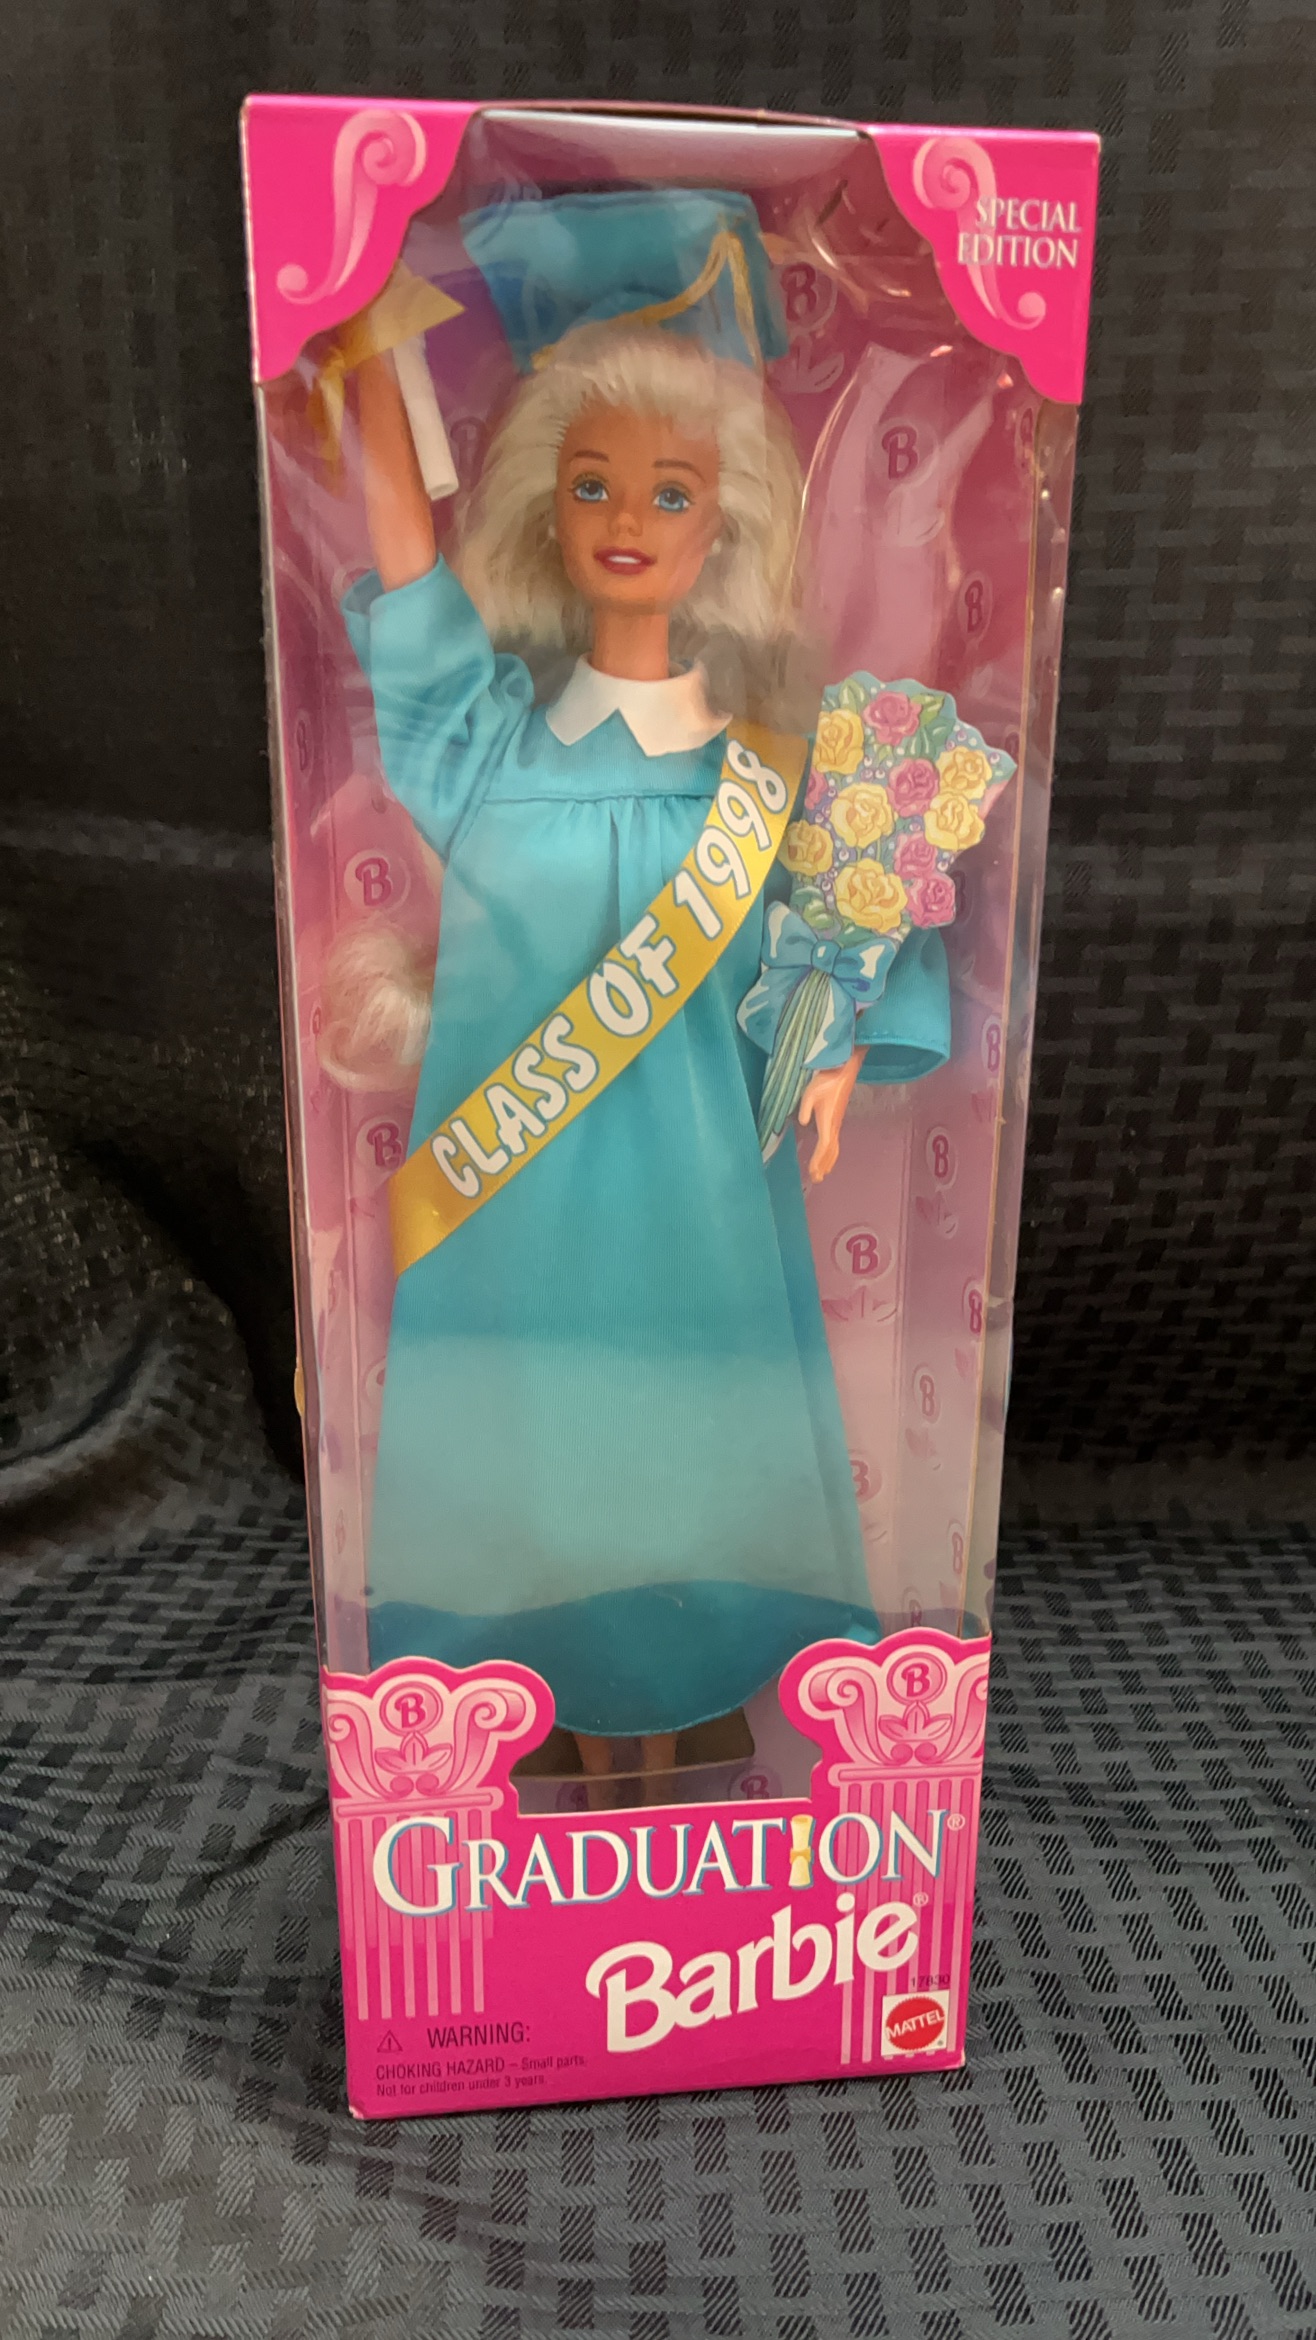 SPECIAL
EDITION
CLASS OF 1998
GRADUATION®
Barbie®
17830
MATTEL
WARNING:
CHOKING HAZARD – Small parts.
Not for children under 3 years.
B
B
B
B
B
B
B
B
B
B
B
B
B